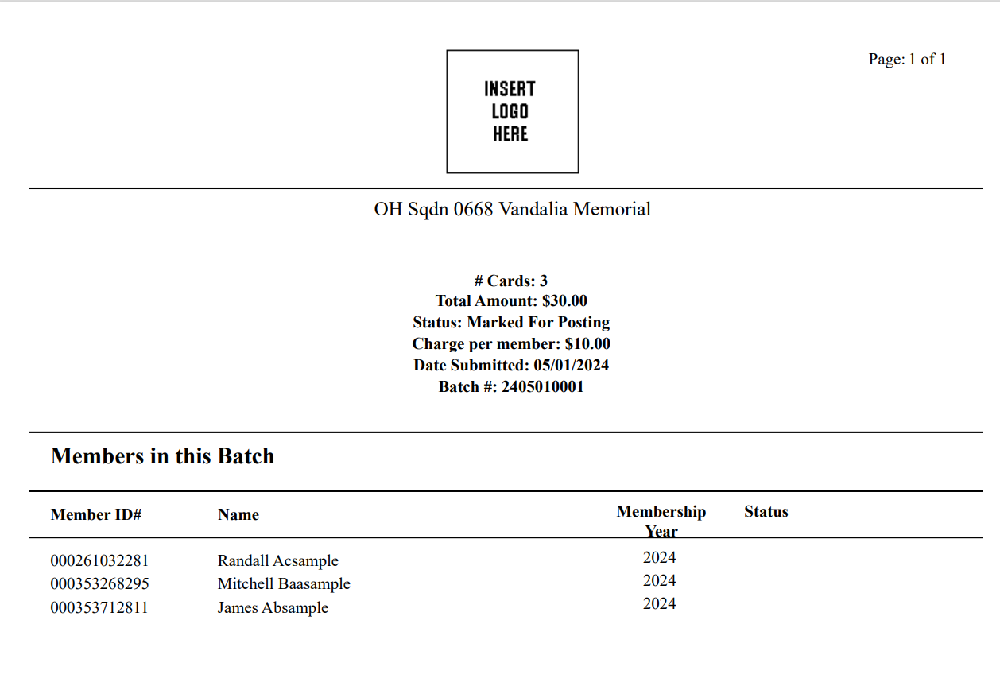 Page: 1 of 1
INSERT
LOGO
HERE
OH Sqdn 0668 Vandalia Memorial
# Cards: 3
Total Amount: $30.00
Status: Marked For Posting
Charge per member: $10.00
Date Submitted: 05/01/2024
Batch #: 2405010001
Members in this Batch
Member ID# Name Membership Year Status
000261032281 Randall Acsample 2024
000353268295 Mitchell Baasample 2024
000353712811 James Absample 2024